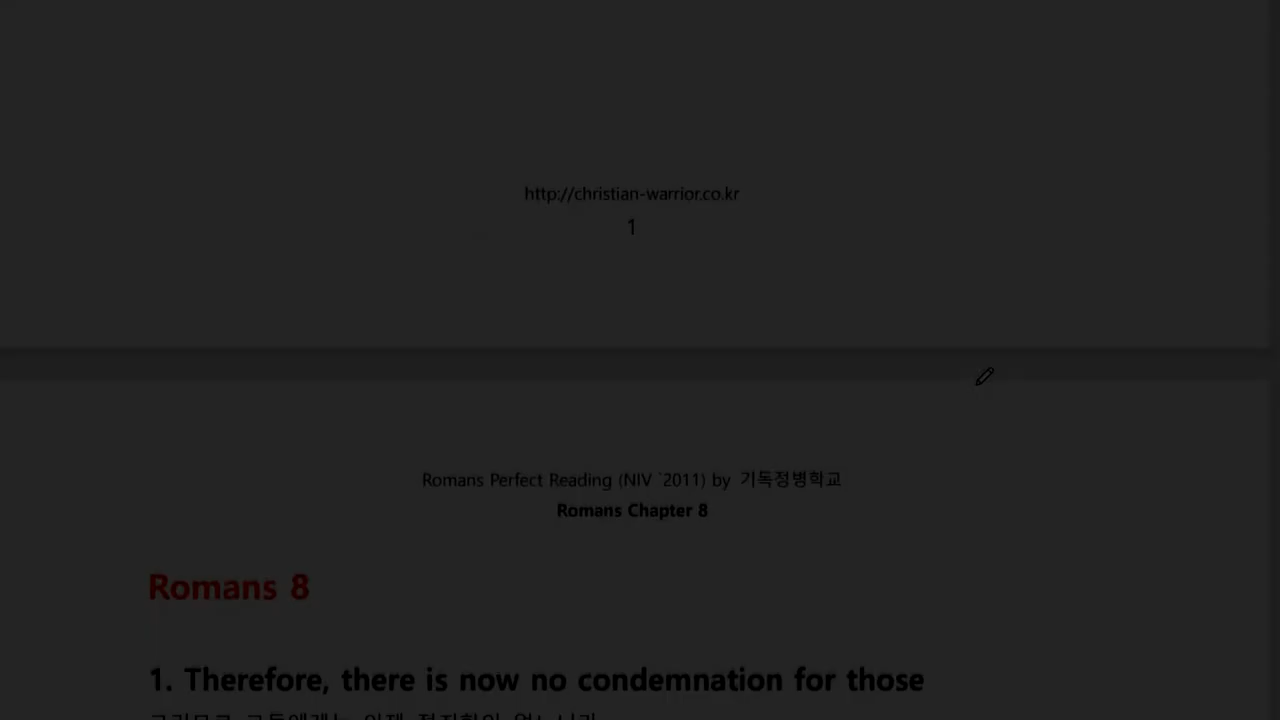 http://christian-warrior.co.kr
1
Romans Perfect Reading (NIV ´2011) by 기독정병학교
Romans Chapter 8
Romans 8
1. Therefore, there is now no condemnation for those